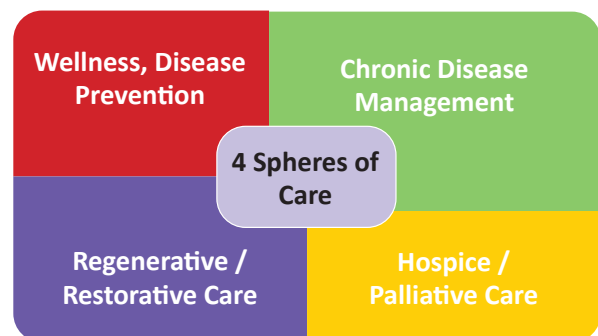 Wellness, Disease
Prevention
Chronic Disease
Management
4 Spheres of
Care
Regenerative /
Restorative Care
Hospice /
Palliative Care